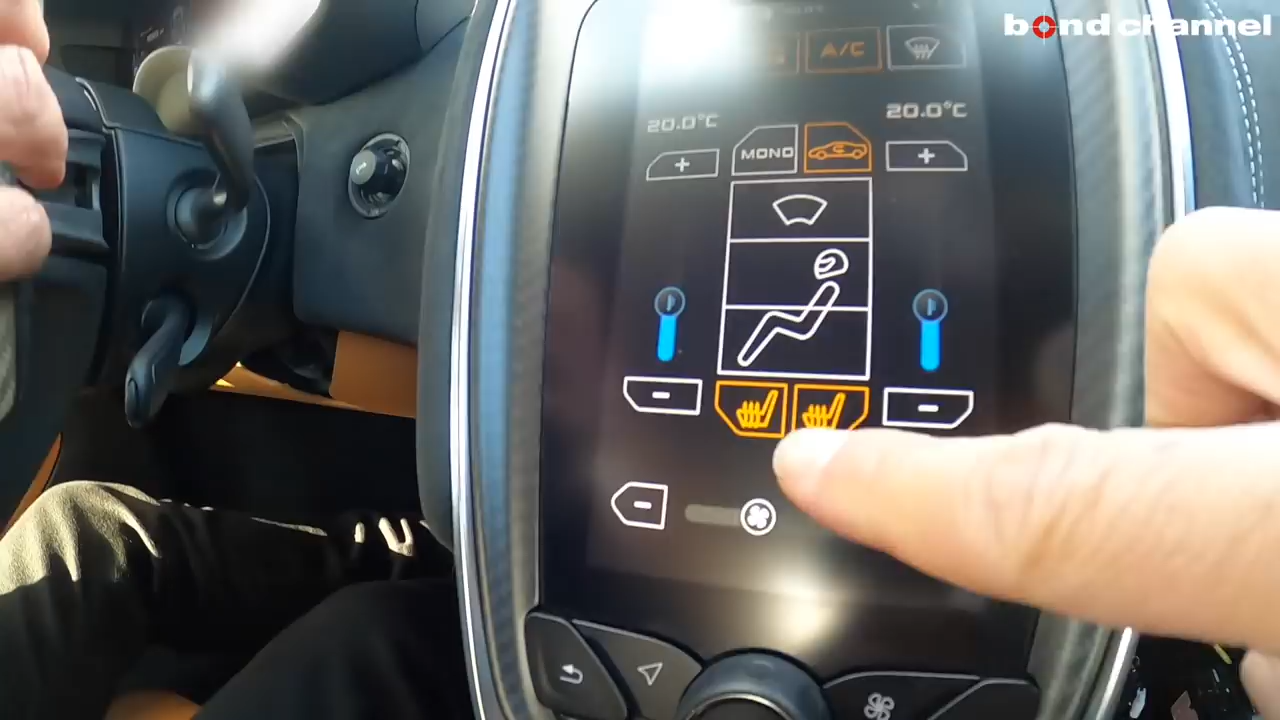 bond channel
A/C
20.0°C
20.0°C
+
MONO
+
-
-
-